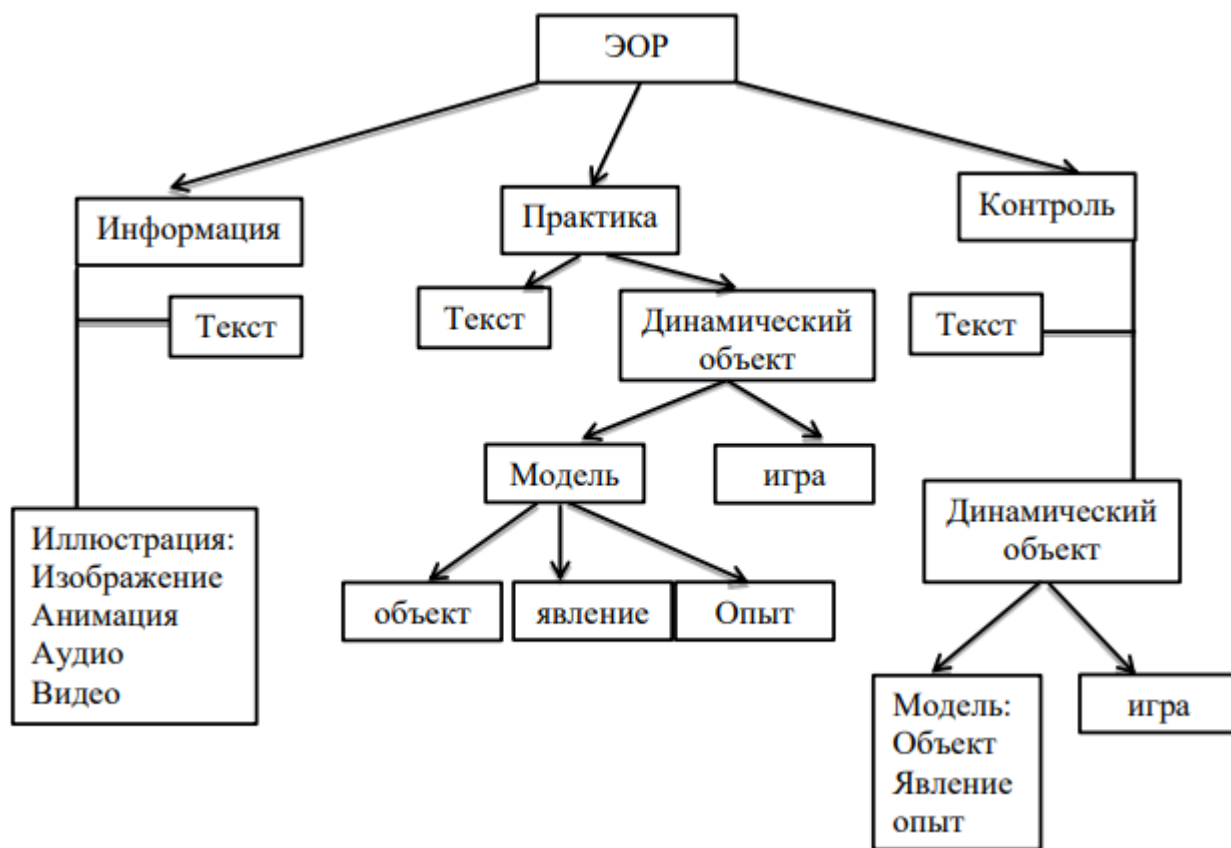 ЭОР
Информация
Практика
Контроль
Текст
Текст
Динамический
объект
Текст
Модель
игра
Динамический
объект
Иллюстрация:
Изображение
Анимация
Аудио
Видео
объект
явление
Опыт
Модель:
Объект
Явление
опыт
игра